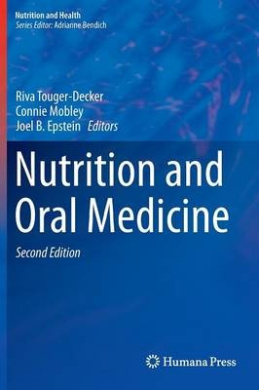 Nutrition and Health
Series Editor: Adrianne Bendich
Riva Touger-Decker
Connie Mobley
Joel B. Epstein Editors
Nutrition and
Oral Medicine
Second Edition
Humana Press